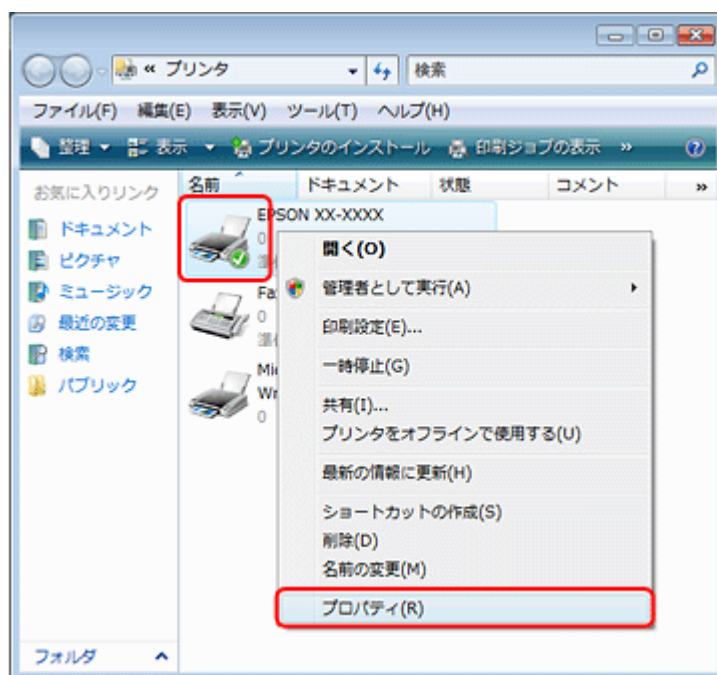 « プリンタ
検索
ファイル(F) 編集(E) 表示(V) ツール(T) ヘルプ(H)
整理 表示 プリンタのインストール 印刷ジョブの表示 »
お気に入りリンク
ドキュメント
ピクチャ
ミュージック
最近の変更
検索
パブリック
フォルダ
名前 ドキュメント 状態 コメント »
EPSON XX-XXXX
0
準備
Fa
0
準備
Mi
Wr
0
開く(O)
管理者として実行(A)
印刷設定(E)...
一時停止(G)
共有(I)...
プリンタをオフラインで使用する(U)
最新の情報に更新(H)
ショートカットの作成(S)
削除(D)
名前の変更(M)
プロパティ(R)